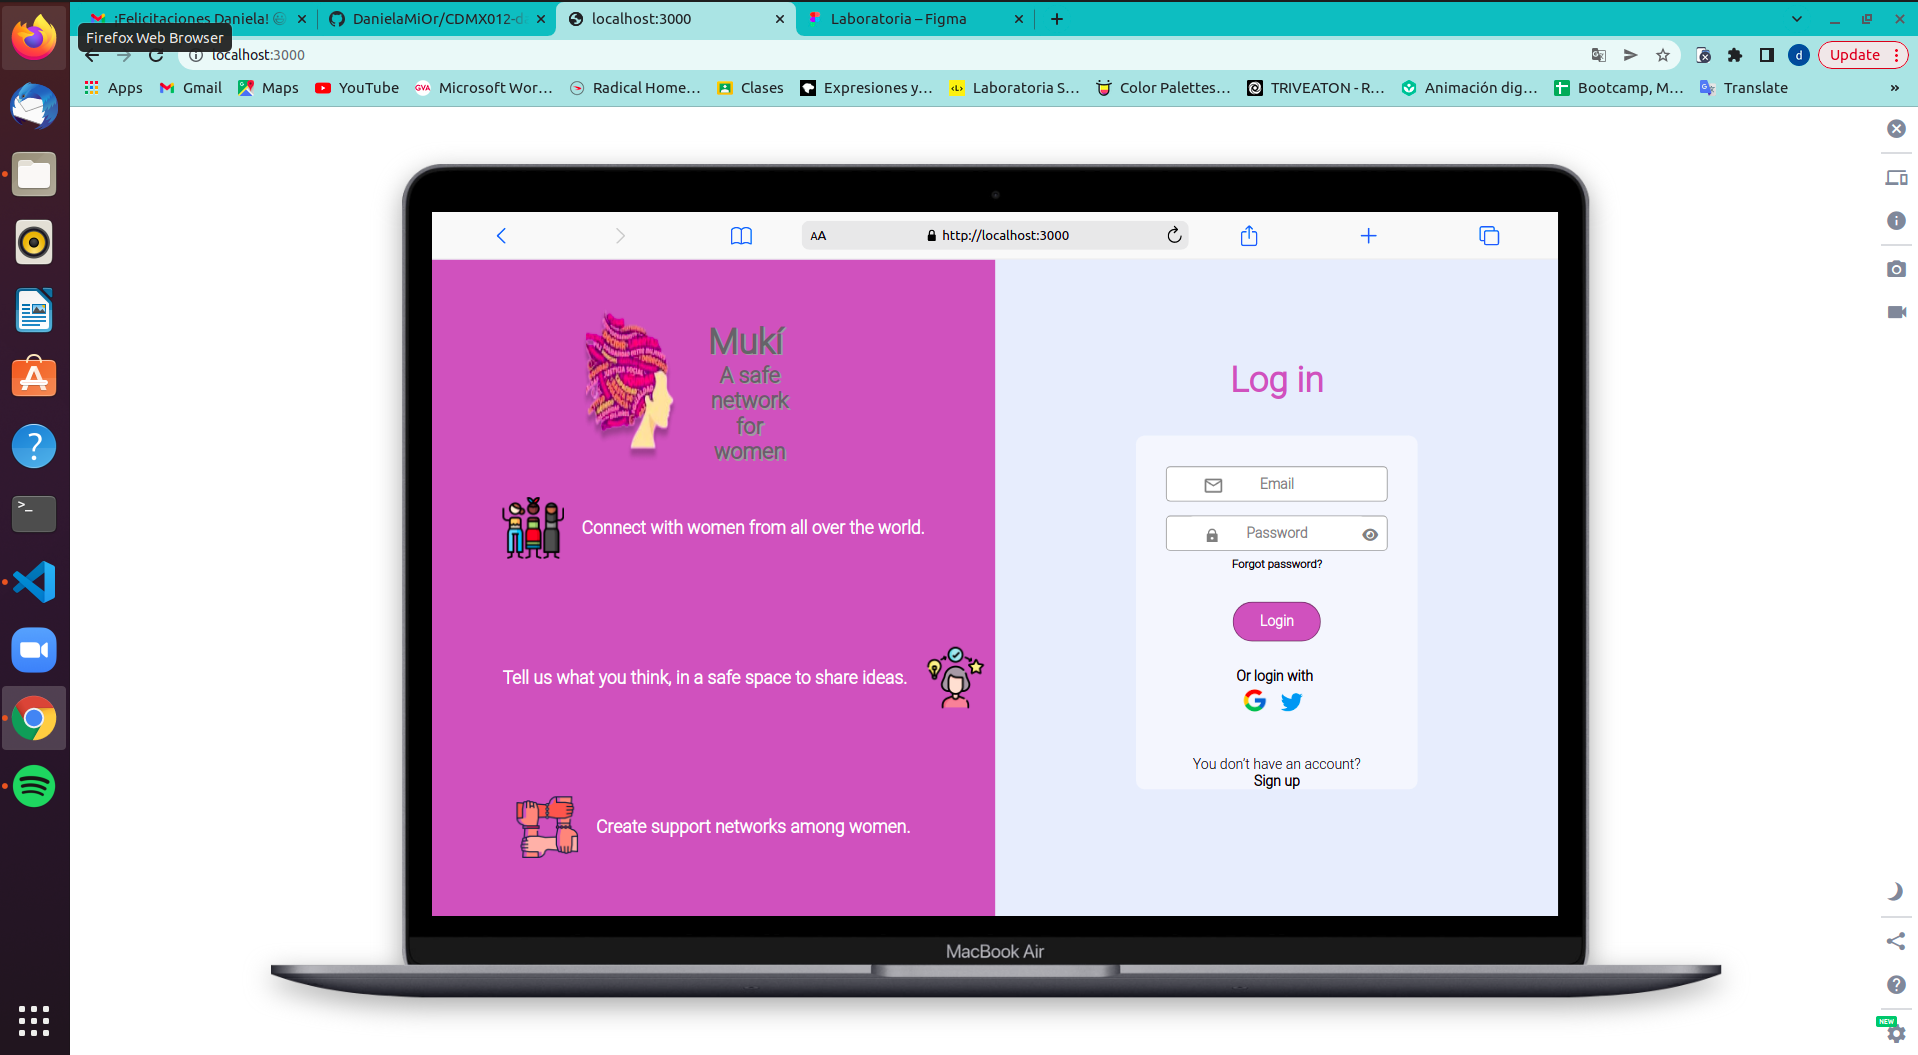 ¡Felicitaciones Daniela!
DanielaMiOr/CDMX012-d
localhost:3000
Laboratoria – Figma
Firefox Web Browser
localhost:3000
Update
d
Apps
Gmail
Maps
YouTube
Microsoft Wor...
Radical Home...
Clases
Expresiones y...
Laboratoria S...
Color Palettes...
TRIVEATON - R...
Animación dig...
Bootcamp, M...
Translate
AA
http://localhost:3000
Mukí
A safe
network
for
women
JUSTICIA SOCIAL
Connect with women from all over the world.
Tell us what you think, in a safe space to share ideas.
Create support networks among women.
Log in
Email
Password
Forgot password?
Login
Or login with
You don't have an account?
Sign up
MacBook Air
NEW